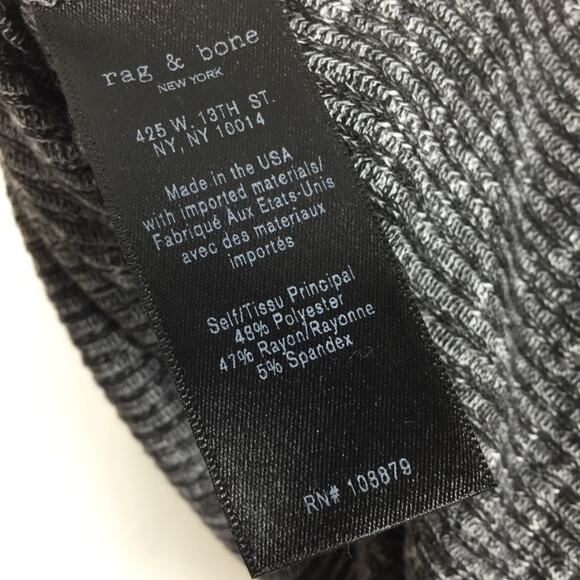 rag & bone
NEW YORK
425 W. 13TH ST.
NY, NY 10014
Made in the USA
with imported materials/
Fabriqué Aux Etats-Unis
avec des materiaux
importés
Self/Tissu Principal
48% Polyester
47% Rayon/Rayonne
5% Spandex
RN# 108879